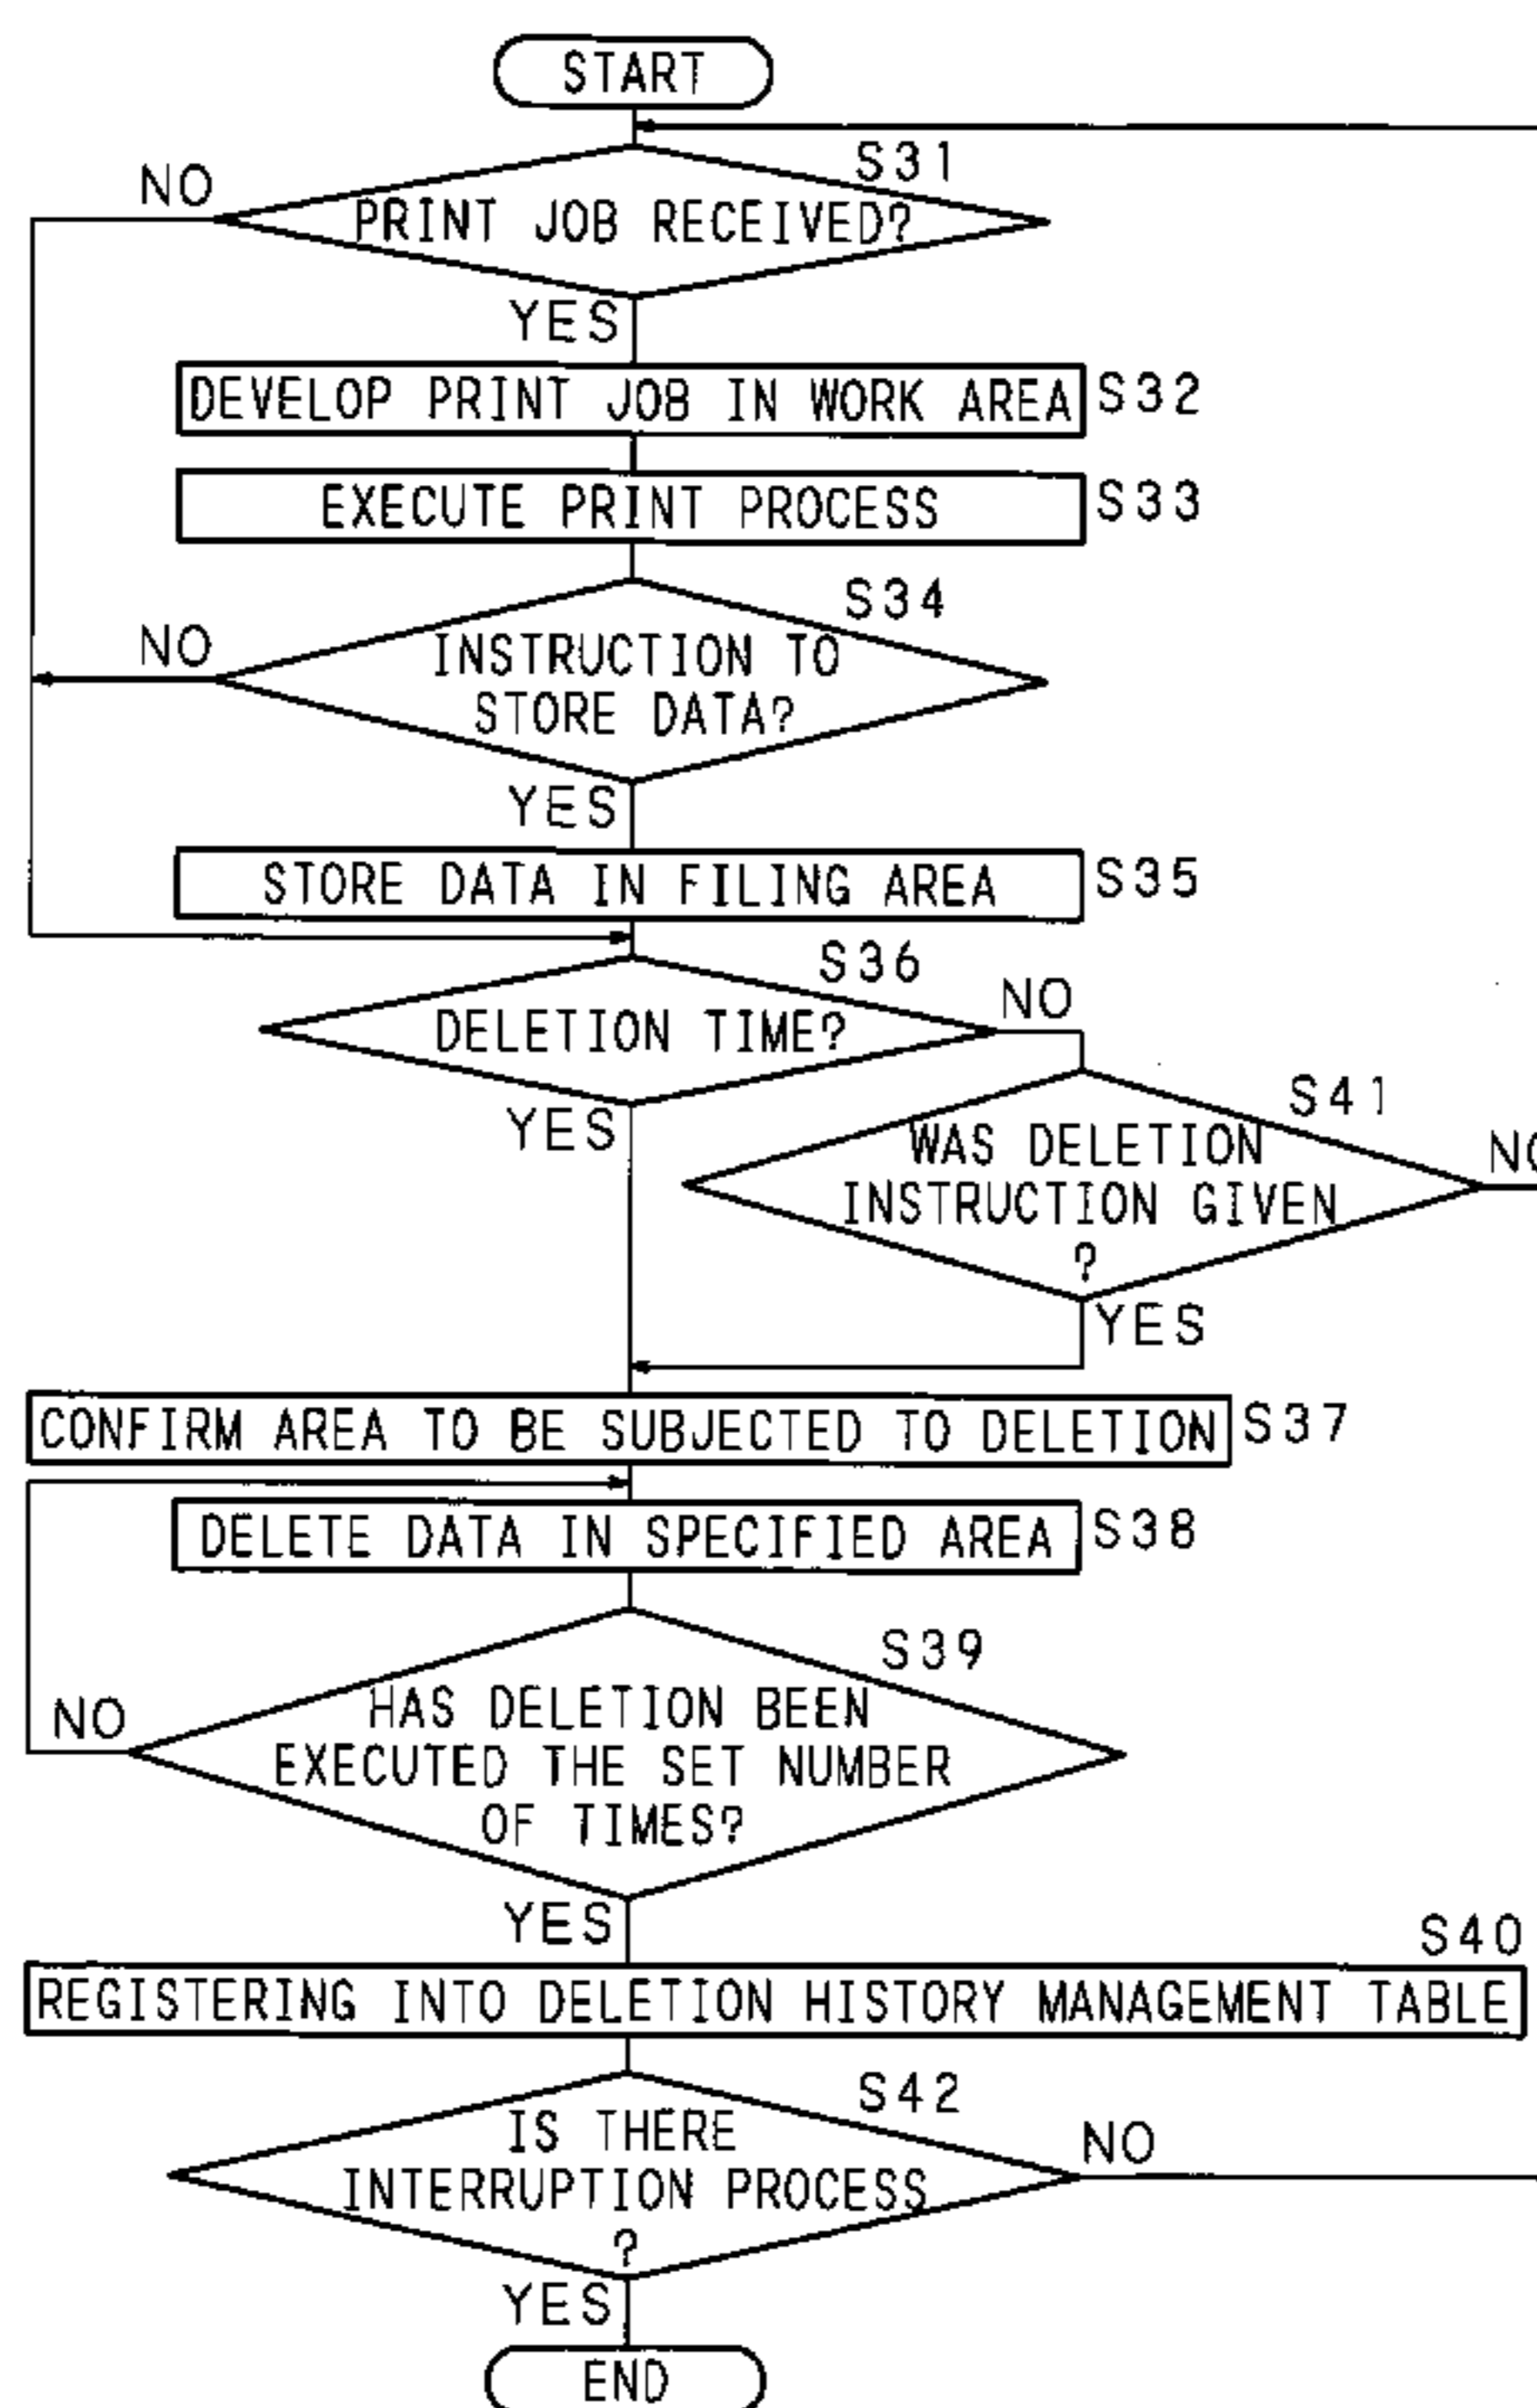 START
S31
NO
PRINT JOB RECEIVED?
YES
DEVELOP PRINT JOB IN WORK AREA
S32
EXECUTE PRINT PROCESS
S33
S34
NO
INSTRUCTION TO
STORE DATA?
YES
STORE DATA IN FILING AREA
S35
S36
NO
DELETION TIME?
YES
S41
WAS DELETION
INSTRUCTION GIVEN
?
NO
YES
CONFIRM AREA TO BE SUBJECTED TO DELETION
S37
DELETE DATA IN SPECIFIED AREA
S38
S39
NO
HAS DELETION BEEN
EXECUTED THE SET NUMBER
OF TIMES?
YES
S40
REGISTERING INTO DELETION HISTORY MANAGEMENT TABLE
S42
IS THERE
INTERRUPTION PROCESS
?
NO
YES
END